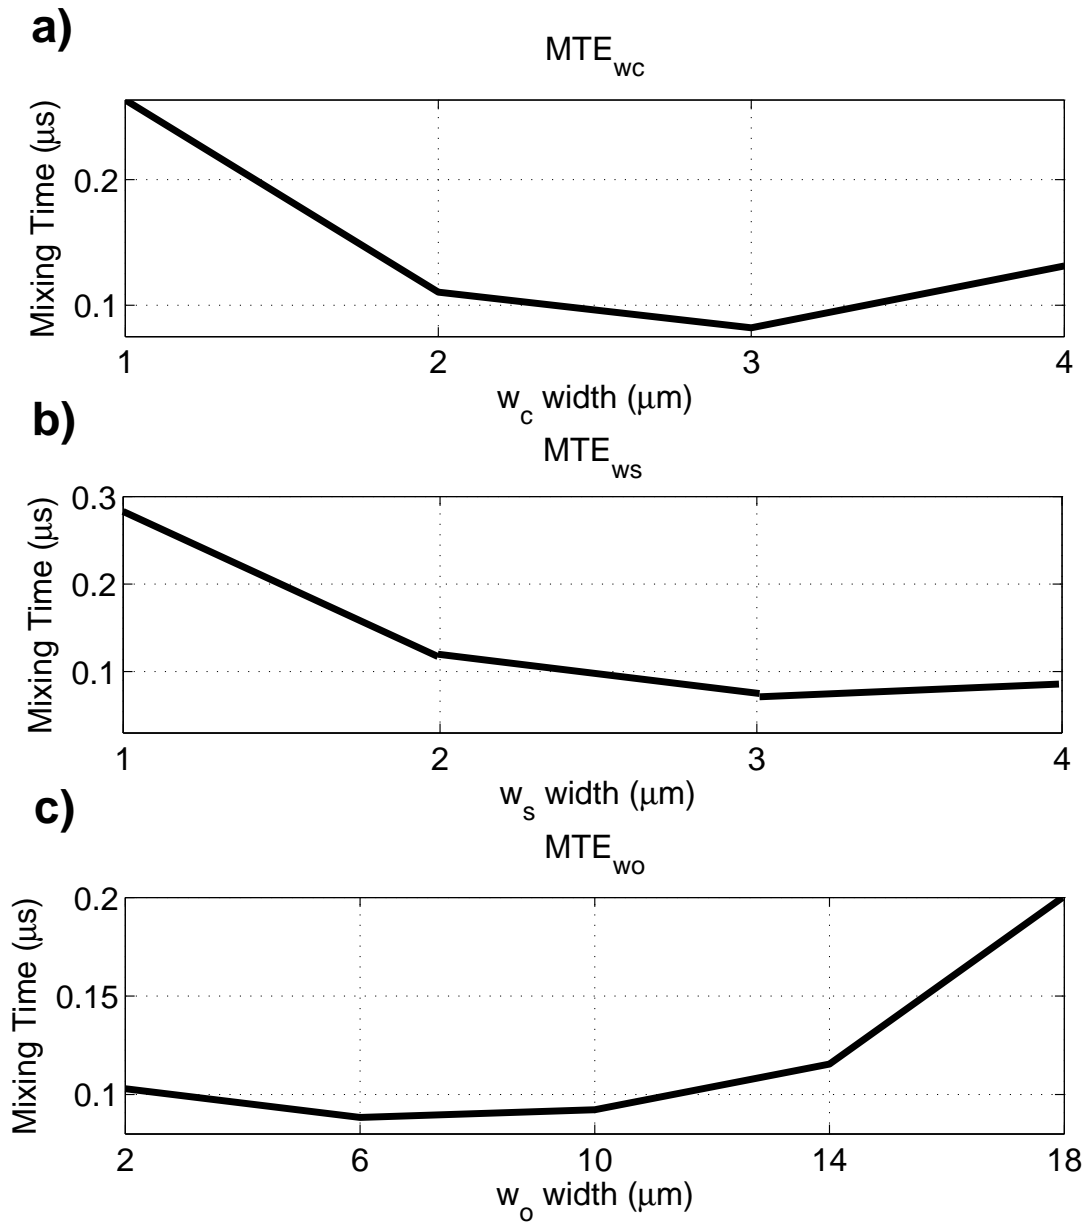 a)
MTE_wc
Mixing Time (μs)
0.2
0.1
1 2 3 4
w_c width (μm)
b)
MTE_ws
Mixing Time (μs)
0.3
0.2
0.1
1 2 3 4
w_s width (μm)
c)
MTE_wo
Mixing Time (μs)
0.2
0.15
0.1
2 6 10 14 18
w_o width (μm)